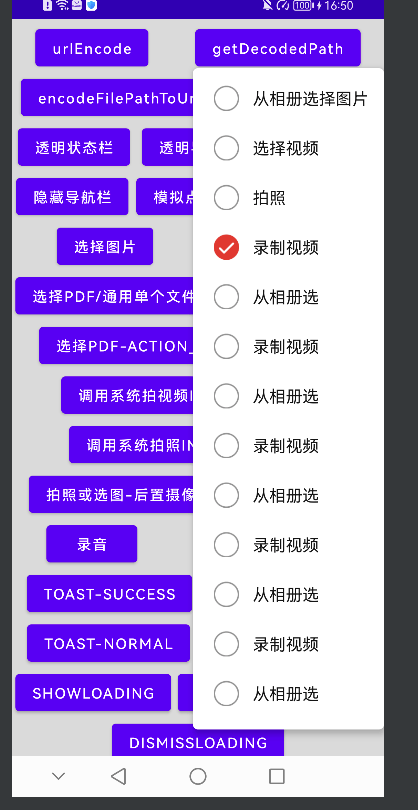 100 16:50
urlEncode
getDecodedPath
encodeFilePathToUr
透明状态栏
透明
隐藏导航栏
模拟点
选择图片
选择PDF/通用单个文件
选择PDF-ACTION_
调用系统拍视频I
调用系统拍照IN
拍照或选图-后置摄像
录音
TOAST-SUCCESS
TOAST-NORMAL
SHOWLOADING
DISMISSLOADING
从相册选择图片
选择视频
拍照
录制视频
从相册选
录制视频
从相册选
录制视频
从相册选
录制视频
从相册选
录制视频
从相册选